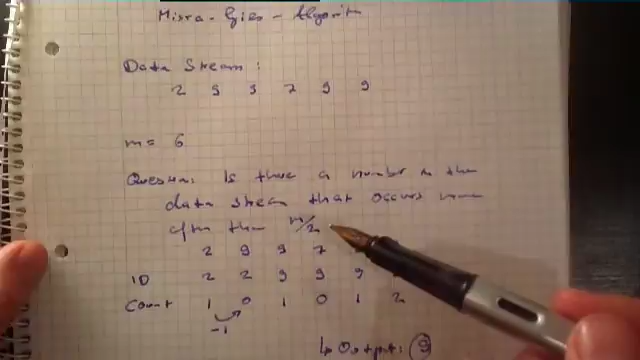 Misra-Gries-Algorith
Data Stream:
2 9 9 7 9 9
m = 6
Question: Is there a number in the
data stream that occurs more
often than m/2
2 9 9 7
ID 2 2 9 9 9
Count 1 0 1 0 1 2
-1
↳ Output: 9